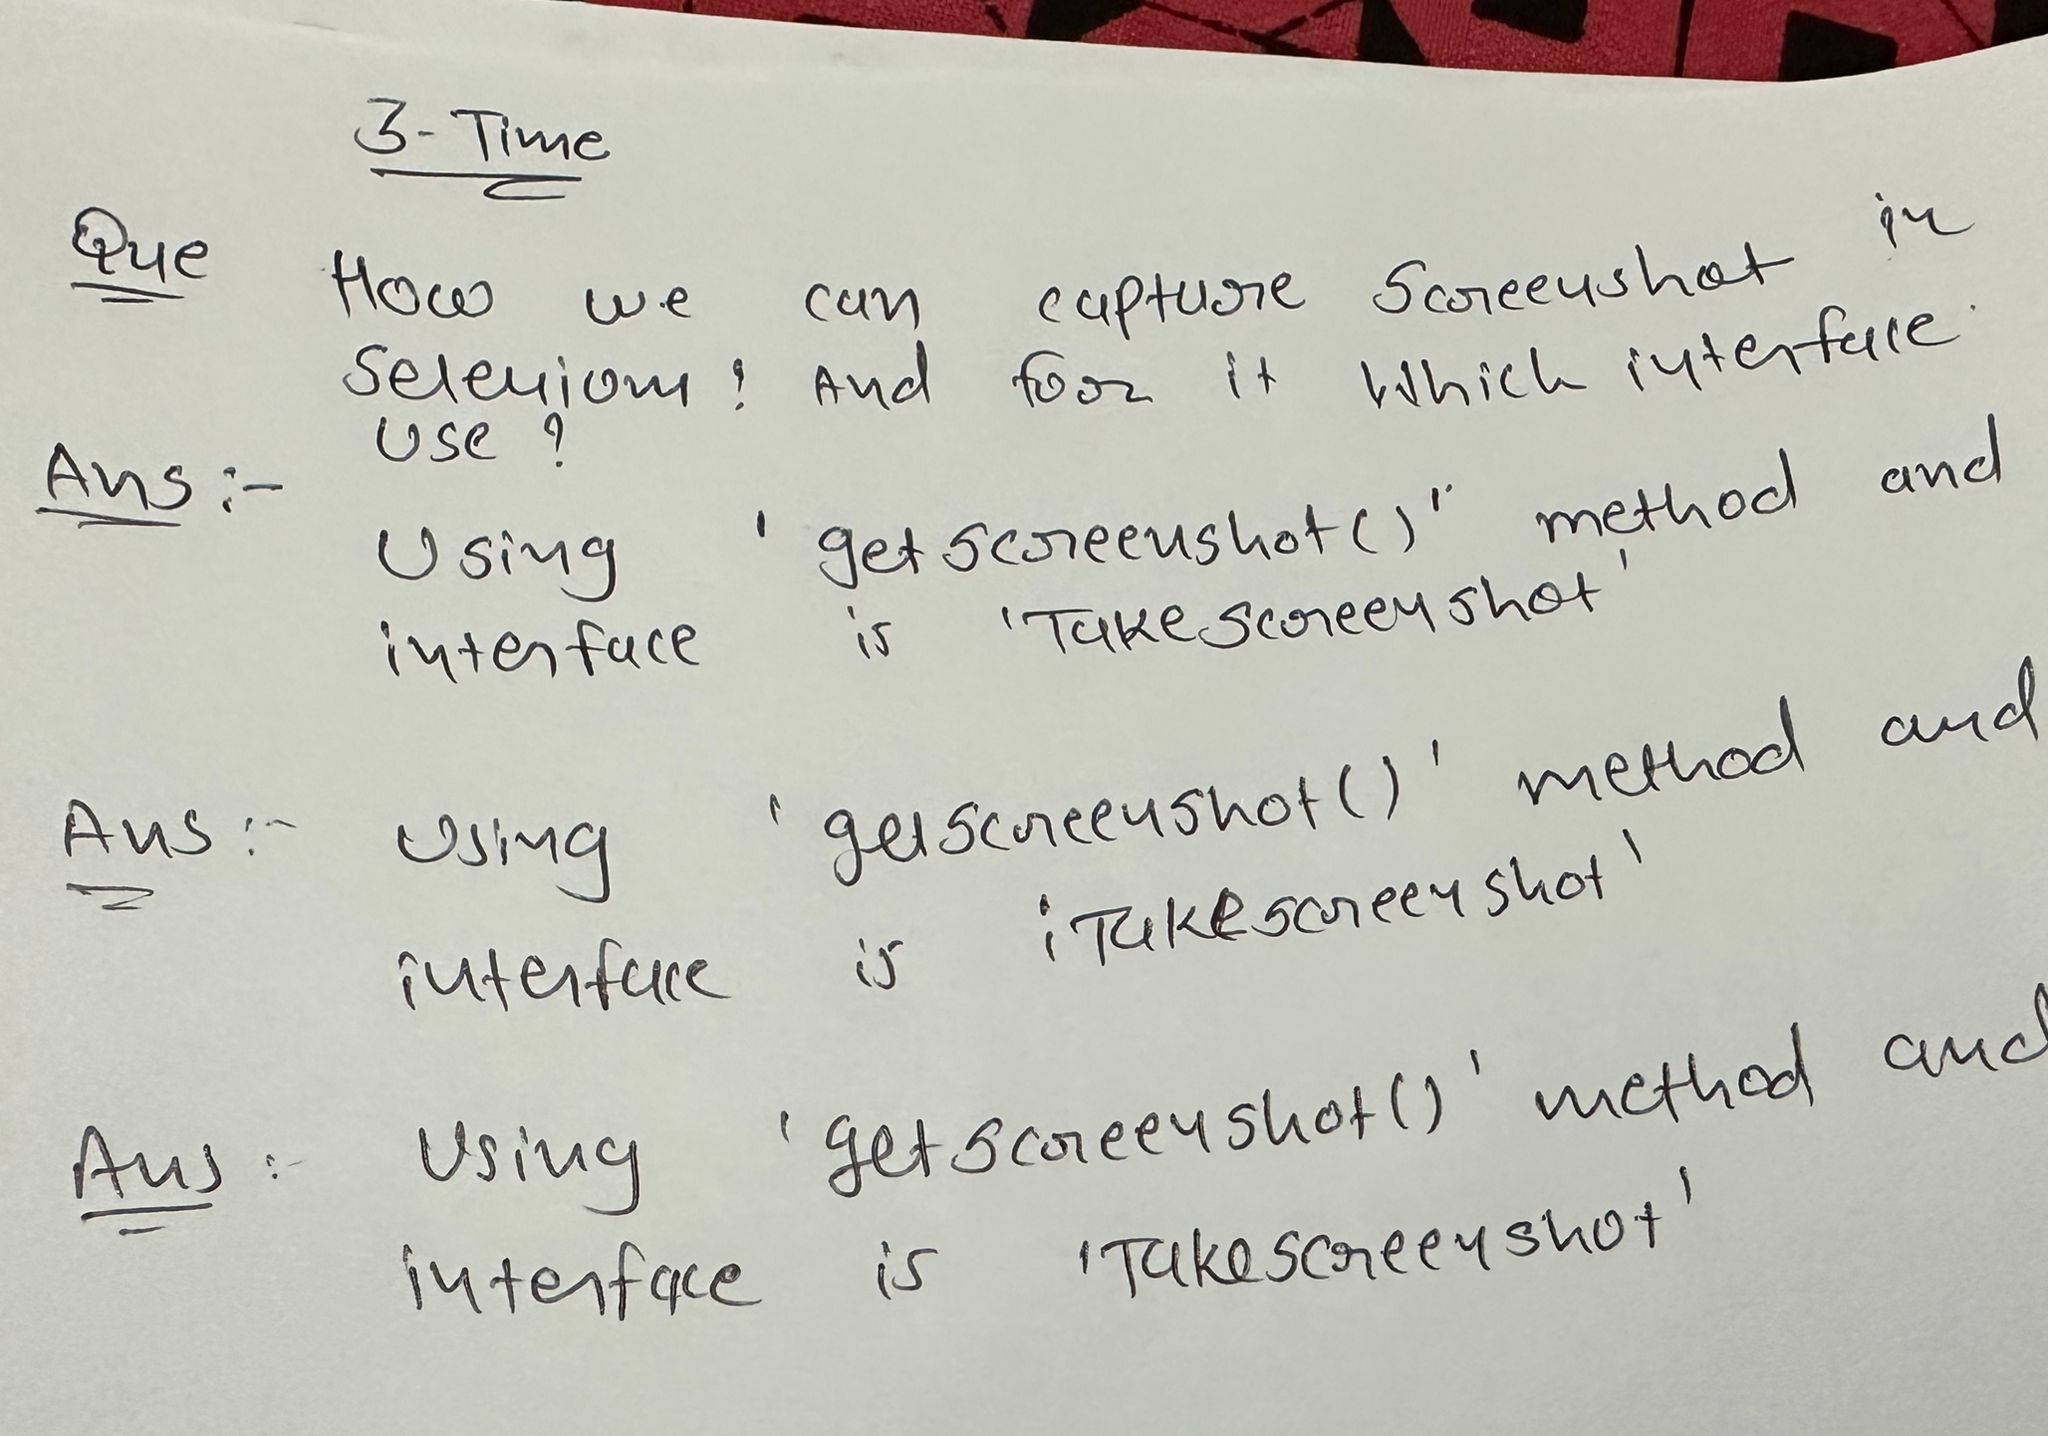 3-Time
Que How we can capture Screenshot in
Selenium? And for it Which interface
use?
Ans:-
Using 'getscreenshot()" method and
interface is 'Takescreenshot'
Ans:- Using 'getscreenshot()' method and
interface is 'Takescreenshot'
Ans:- Using 'getscreenshot()' method and
interface is 'Takescreenshot'